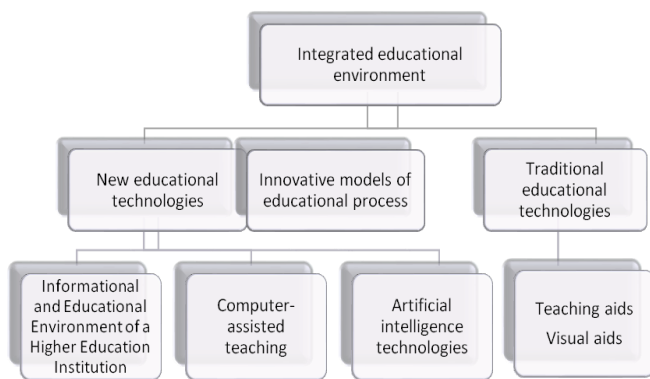 Integrated educational
environment
New educational
technologies
Innovative models of
educational process
Traditional
educational
technologies
Informational
and Educational
Environment of a
Higher Education
Institution
Computer-
assisted
teaching
Artificial
intelligence
technologies
Teaching aids
Visual aids